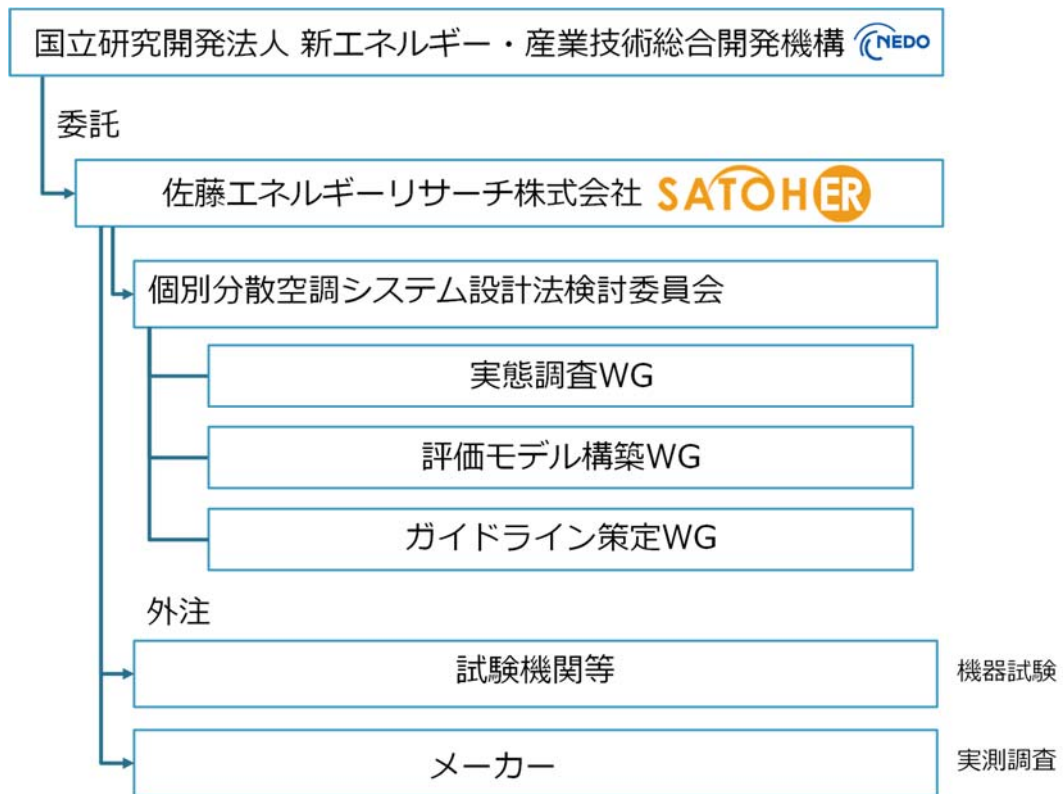 国立研究開発法人 新エネルギー・産業技術総合開発機構 NEDO
委託
佐藤エネルギーリサーチ株式会社 SATOHER
個別分散空調システム設計法検討委員会
実態調査WG
評価モデル構築WG
ガイドライン策定WG
外注
試験機関等 機器試験
メーカー 実測調査